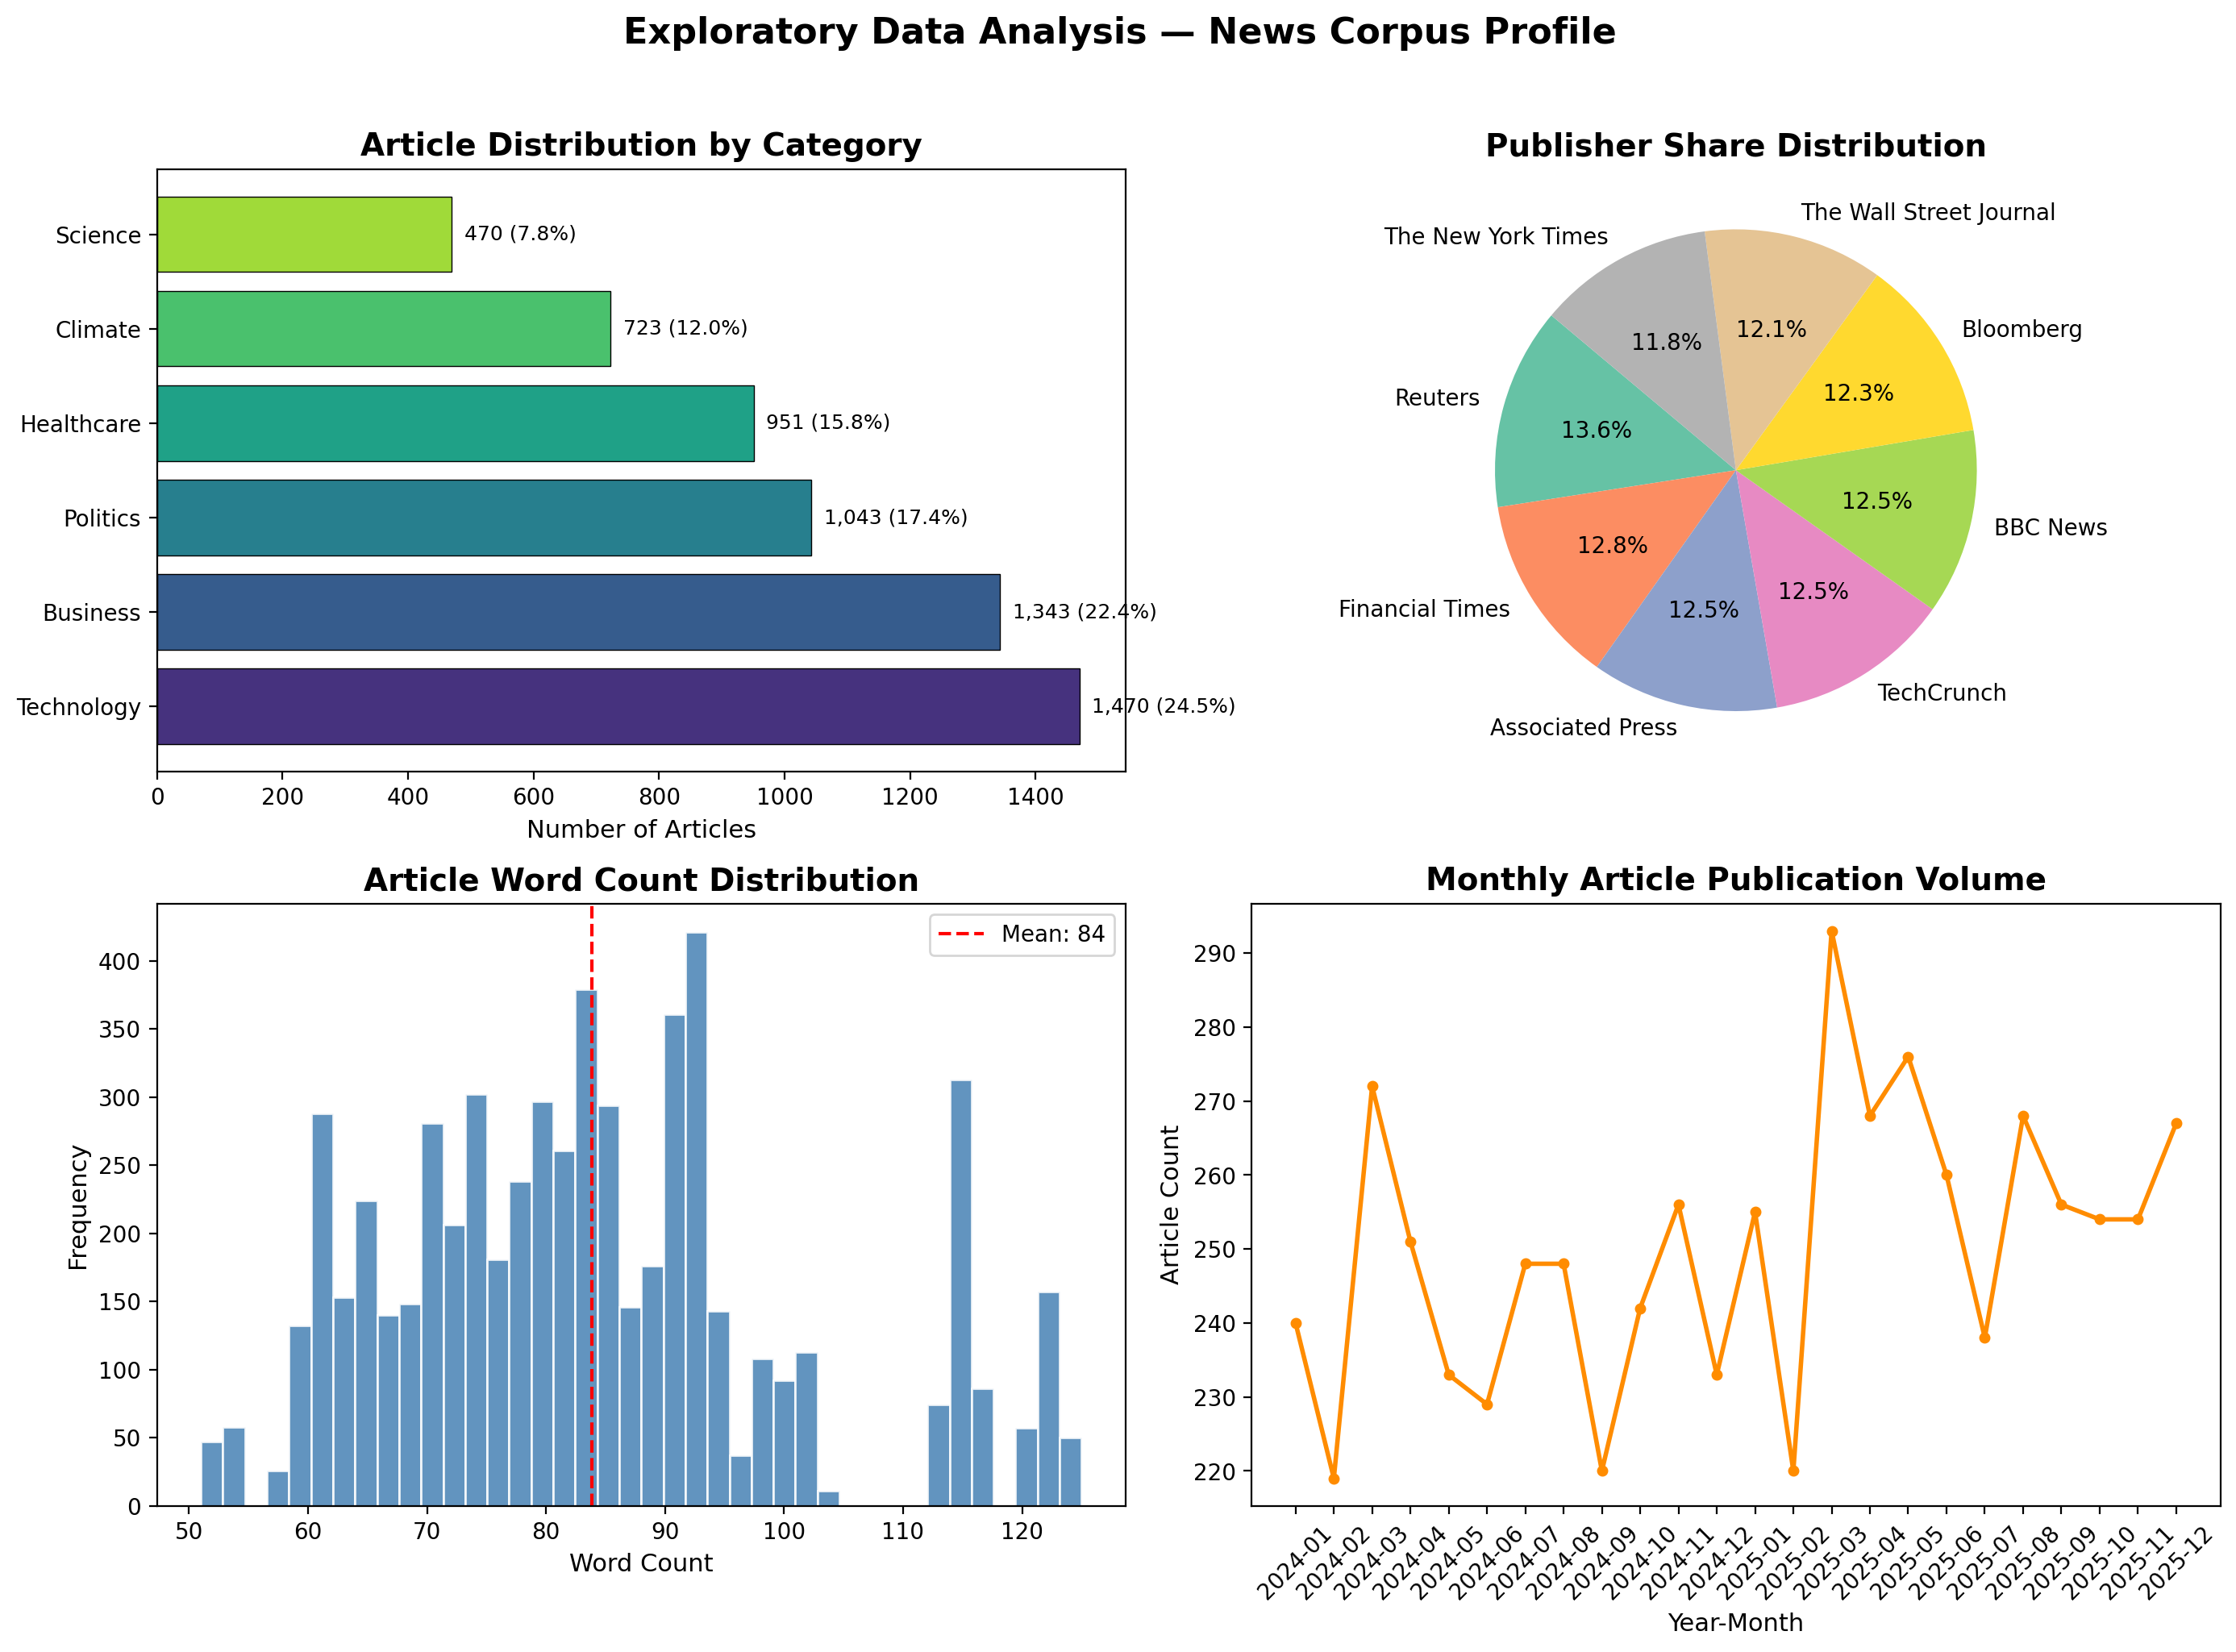 Exploratory Data Analysis — News Corpus Profile
Article Distribution by Category
Science
470 (7.8%)
Climate
723 (12.0%)
Healthcare
951 (15.8%)
Politics
1,043 (17.4%)
Business
1,343 (22.4%)
Technology
1,470 (24.5%)
0 200 400 600 800 1000 1200 1400
Number of Articles
Publisher Share Distribution
The Wall Street Journal
12.1%
The New York Times
11.8%
Bloomberg
12.3%
Reuters
13.6%
BBC News
12.5%
Financial Times
12.8%
TechCrunch
12.5%
Associated Press
12.5%
Article Word Count Distribution
Mean: 84
Frequency
400
350
300
250
200
150
100
50
0
50 60 70 80 90 100 110 120
Word Count
Monthly Article Publication Volume
Article Count
290
280
270
260
250
240
230
220
2024-01
2024-02
2024-03
2024-04
2024-05
2024-06
2024-07
2024-08
2024-09
2024-10
2024-11
2024-12
2025-01
2025-02
2025-03
2025-04
2025-05
2025-06
2025-07
2025-08
2025-09
2025-10
2025-11
2025-12
Year-Month